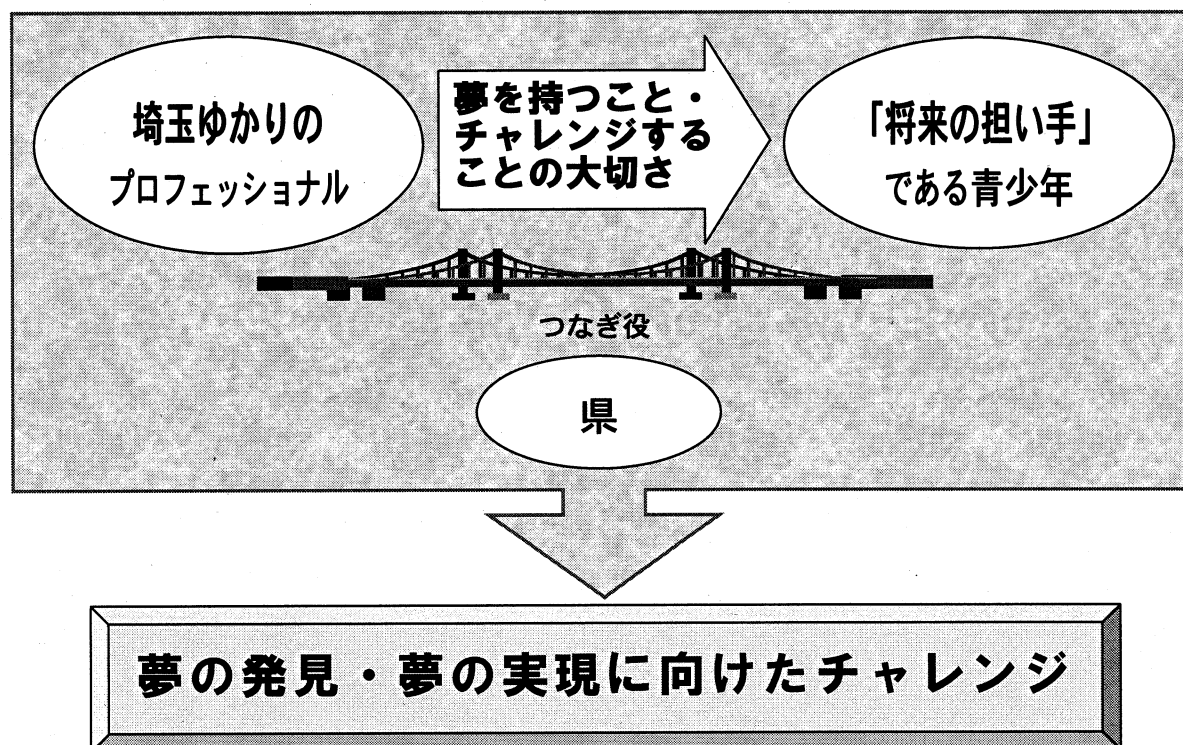 埼玉ゆかりの
プロフェッショナル
夢を持つこと・
チャレンジする
ことの大切さ
「将来の担い手」
である青少年
つなぎ役
県
夢の発見・夢の実現に向けたチャレンジ